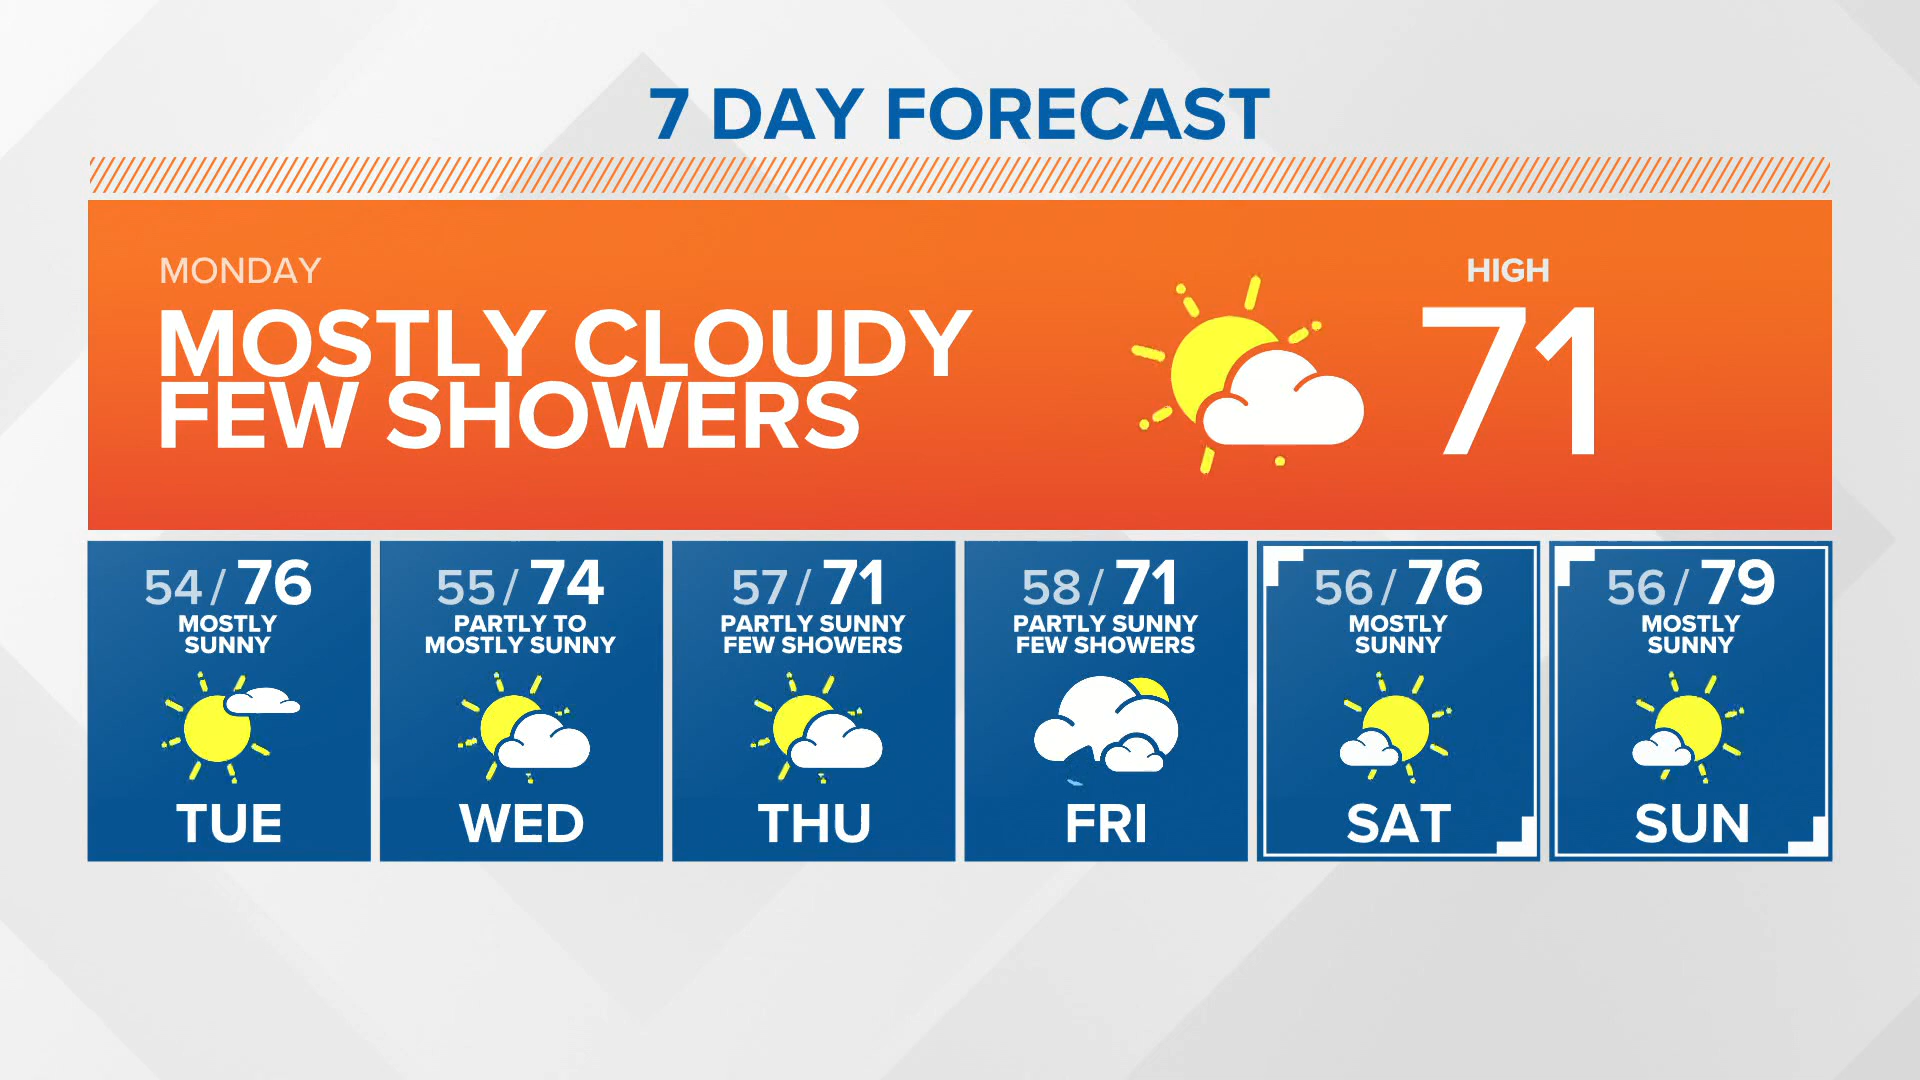 7 DAY FORECAST
MONDAY
MOSTLY CLOUDY
FEW SHOWERS
HIGH
71
54 / 76
MOSTLY
SUNNY
TUE
55 / 74
PARTLY TO
MOSTLY SUNNY
WED
57 / 71
PARTLY SUNNY
FEW SHOWERS
THU
58 / 71
PARTLY SUNNY
FEW SHOWERS
FRI
56 / 76
MOSTLY
SUNNY
SAT
56 / 79
MOSTLY
SUNNY
SUN